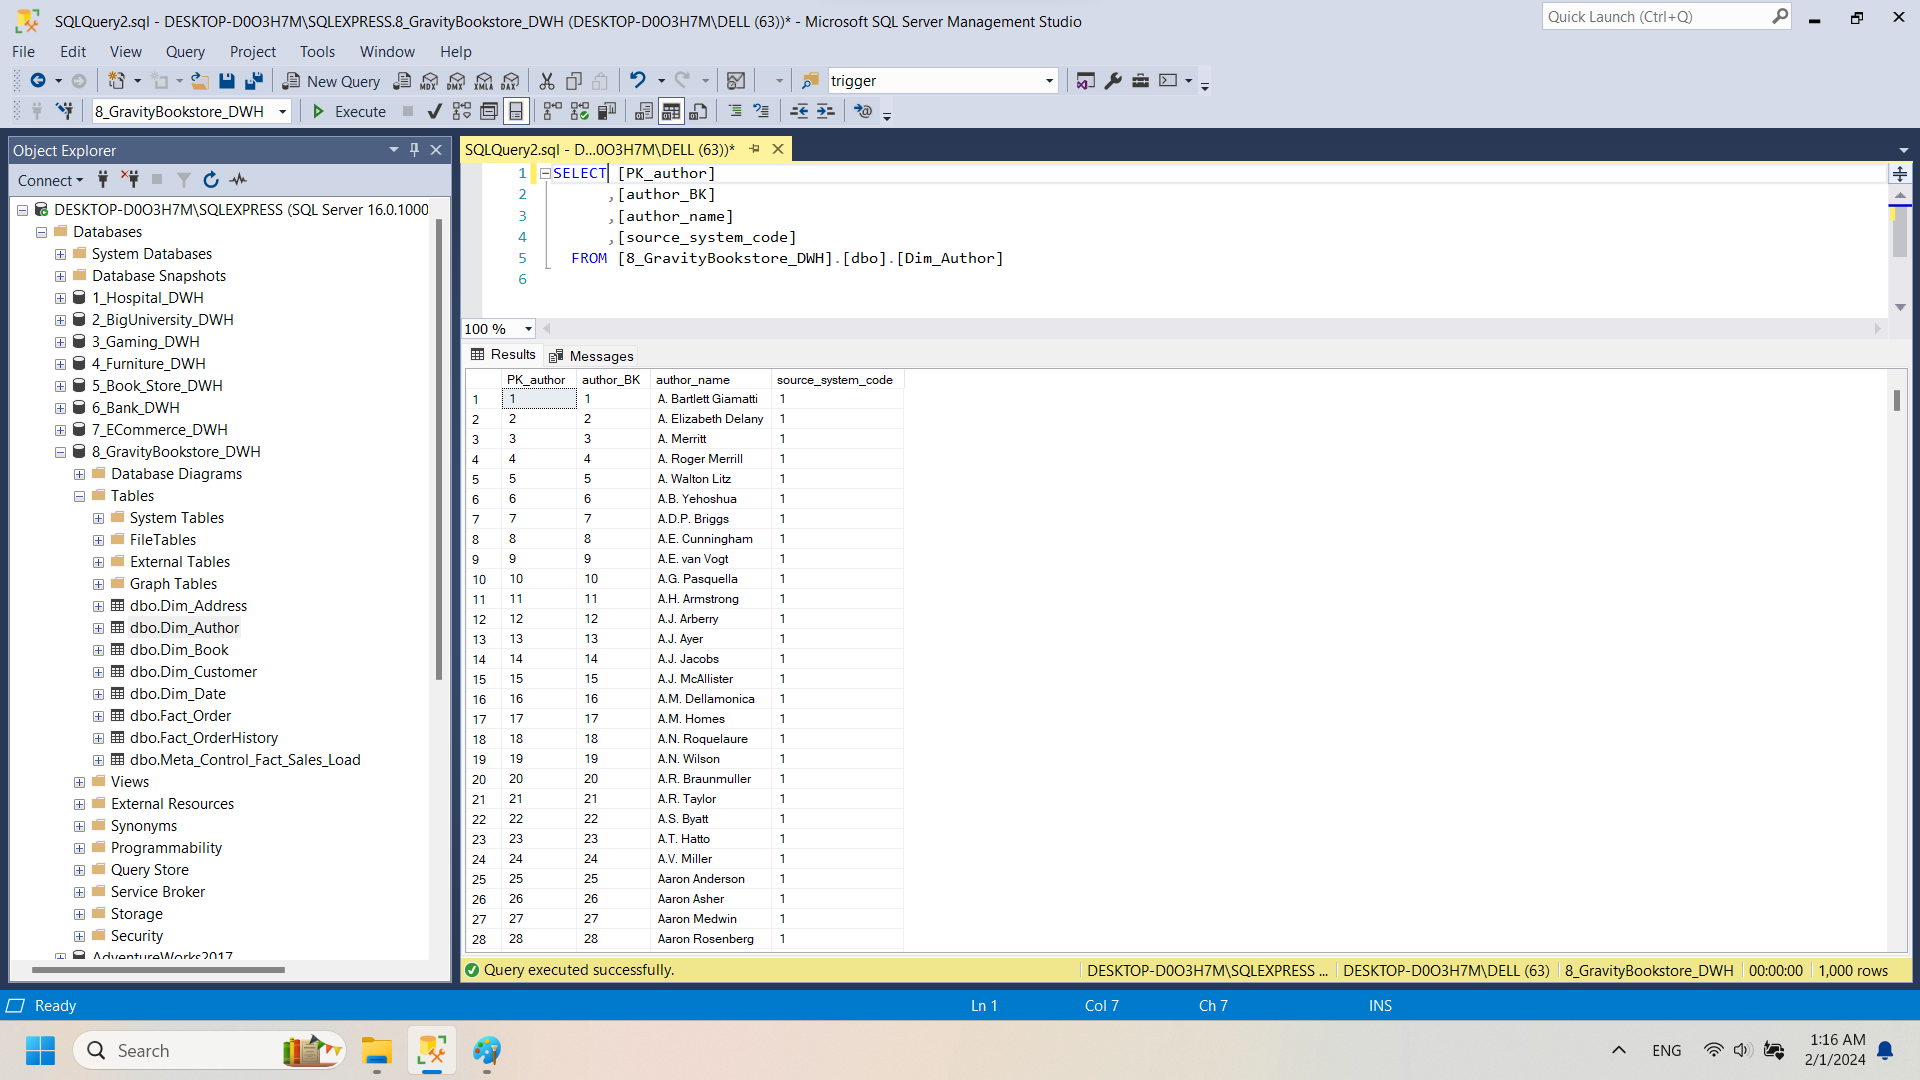 SQLQuery2.sql - DESKTOP-D0O3H7M\SQLEXPRESS.8_GravityBookstore_DWH (DESKTOP-D0O3H7M\DELL (63))* - Microsoft SQL Server Management Studio
Quick Launch (Ctrl+Q)
File Edit View Query Project Tools Window Help
New Query MDX DMX XMLA DAX trigger
8_GravityBookstore_DWH Execute
Object Explorer
Connect
DESKTOP-D0O3H7M\SQLEXPRESS (SQL Server 16.0.1000
Databases
System Databases
Database Snapshots
1_Hospital_DWH
2_BigUniversity_DWH
3_Gaming_DWH
4_Furniture_DWH
5_Book_Store_DWH
6_Bank_DWH
7_ECommerce_DWH
8_GravityBookstore_DWH
Database Diagrams
Tables
System Tables
FileTables
External Tables
Graph Tables
dbo.Dim_Address
dbo.Dim_Author
dbo.Dim_Book
dbo.Dim_Customer
dbo.Dim_Date
dbo.Fact_Order
dbo.Fact_OrderHistory
dbo.Meta_Control_Fact_Sales_Load
Views
External Resources
Synonyms
Programmability
Query Store
Service Broker
Storage
Security
AdventureWorks2017
SQLQuery2.sql - D...0O3H7M\DELL (63))*
1 SELECT [PK_author]
2 ,[author_BK]
3 ,[author_name]
4 ,[source_system_code]
5 FROM [8_GravityBookstore_DWH].[dbo].[Dim_Author]
6
100 %
Results Messages
PK_author author_BK author_name source_system_code
1 1 1 A. Bartlett Giamatti 1
2 2 2 A. Elizabeth Delany 1
3 3 3 A. Merritt 1
4 4 4 A. Roger Merrill 1
5 5 5 A. Walton Litz 1
6 6 6 A.B. Yehoshua 1
7 7 7 A.D.P. Briggs 1
8 8 8 A.E. Cunningham 1
9 9 9 A.E. van Vogt 1
10 10 10 A.G. Pasquella 1
11 11 11 A.H. Armstrong 1
12 12 12 A.J. Arberry 1
13 13 13 A.J. Ayer 1
14 14 14 A.J. Jacobs 1
15 15 15 A.J. McAllister 1
16 16 16 A.M. Dellamonica 1
17 17 17 A.M. Homes 1
18 18 18 A.N. Roquelaure 1
19 19 19 A.N. Wilson 1
20 20 20 A.R. Braunmuller 1
21 21 21 A.R. Taylor 1
22 22 22 A.S. Byatt 1
23 23 23 A.T. Hatto 1
24 24 24 A.V. Miller 1
25 25 25 Aaron Anderson 1
26 26 26 Aaron Asher 1
27 27 27 Aaron Medwin 1
28 28 28 Aaron Rosenberg 1
Query executed successfully. DESKTOP-D0O3H7M\SQLEXPRESS ... DESKTOP-D0O3H7M\DELL (63) 8_GravityBookstore_DWH 00:00:00 1,000 rows
Ready Ln 1 Col 7 Ch 7 INS
Search ENG 1:16 AM
2/1/2024